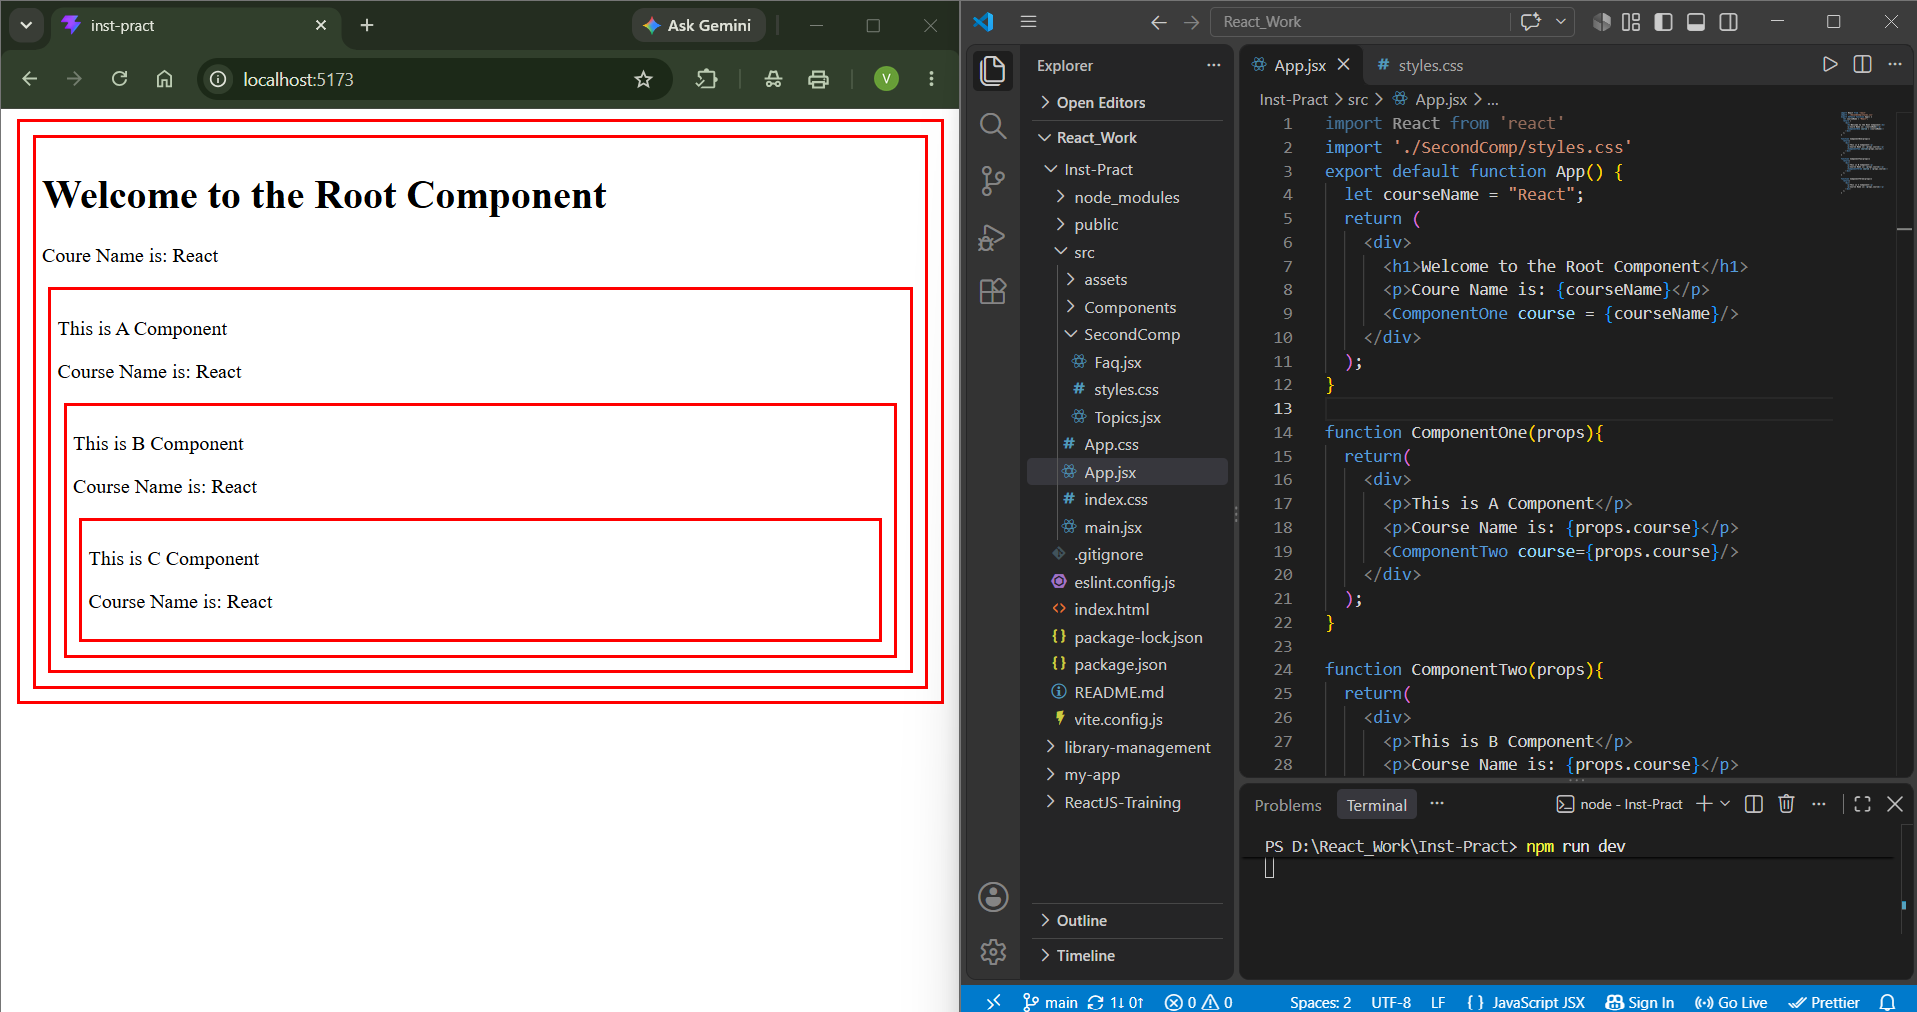 inst-pract
Ask Gemini
localhost:5173
V
Welcome to the Root Component
Coure Name is: React
This is A Component
Course Name is: React
This is B Component
Course Name is: React
This is C Component
Course Name is: React
React_Work
Explorer
Open Editors
React_Work
Inst-Pract
node_modules
public
src
assets
Components
SecondComp
Faq.jsx
# styles.css
Topics.jsx
# App.css
App.jsx
# index.css
main.jsx
.gitignore
eslint.config.js
<> index.html
{} package-lock.json
{} package.json
README.md
vite.config.js
library-management
my-app
ReactJS-Training
Outline
Timeline
App.jsx
# styles.css
Inst-Pract > src > App.jsx > ...
1 import React from 'react'
2 import './SecondComp/styles.css'
3 export default function App() {
4 let courseName = "React";
5 return (
6 <div>
7 <h1>Welcome to the Root Component</h1>
8 <p>Coure Name is: {courseName}</p>
9 <ComponentOne course = {courseName}/>
10 </div>
11 );
12 }
13
14 function ComponentOne(props){
15 return(
16 <div>
17 <p>This is A Component</p>
18 <p>Course Name is: {props.course}</p>
19 <ComponentTwo course={props.course}/>
20 </div>
21 );
22 }
23
24 function ComponentTwo(props){
25 return(
26 <div>
27 <p>This is B Component</p>
28 <p>Course Name is: {props.course}</p>
Problems Terminal ... node - Inst-Pract
PS D:\React_Work\Inst-Pract> npm run dev
main 1↓ 0↑ 0 0 Spaces: 2 UTF-8 LF {} JavaScript JSX Sign In Go Live Prettier